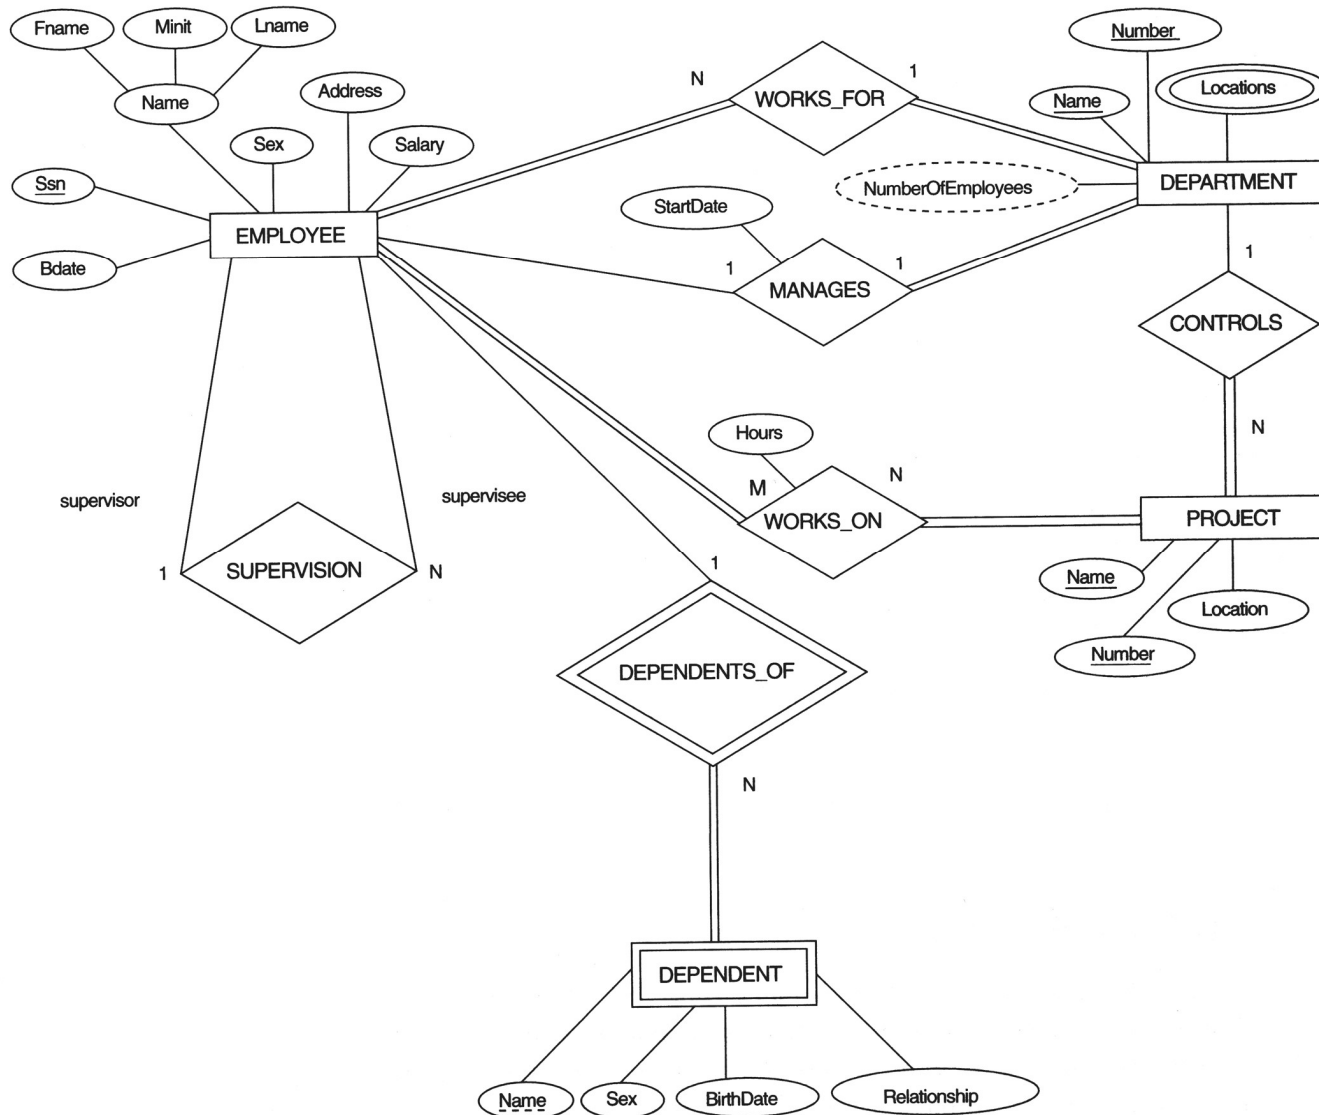 Fname
Minit
Lname
Number
Name
Address
N
WORKS_FOR
1
Name
Locations
Sex
Salary
Ssn
StartDate
NumberOfEmployees
DEPARTMENT
EMPLOYEE
Bdate
1
MANAGES
1
1
CONTROLS
Hours
N
supervisor
supervisee
M
N
WORKS_ON
PROJECT
1
SUPERVISION
N
1
Name
Location
Number
DEPENDENTS_OF
N
DEPENDENT
Name
Sex
BirthDate
Relationship